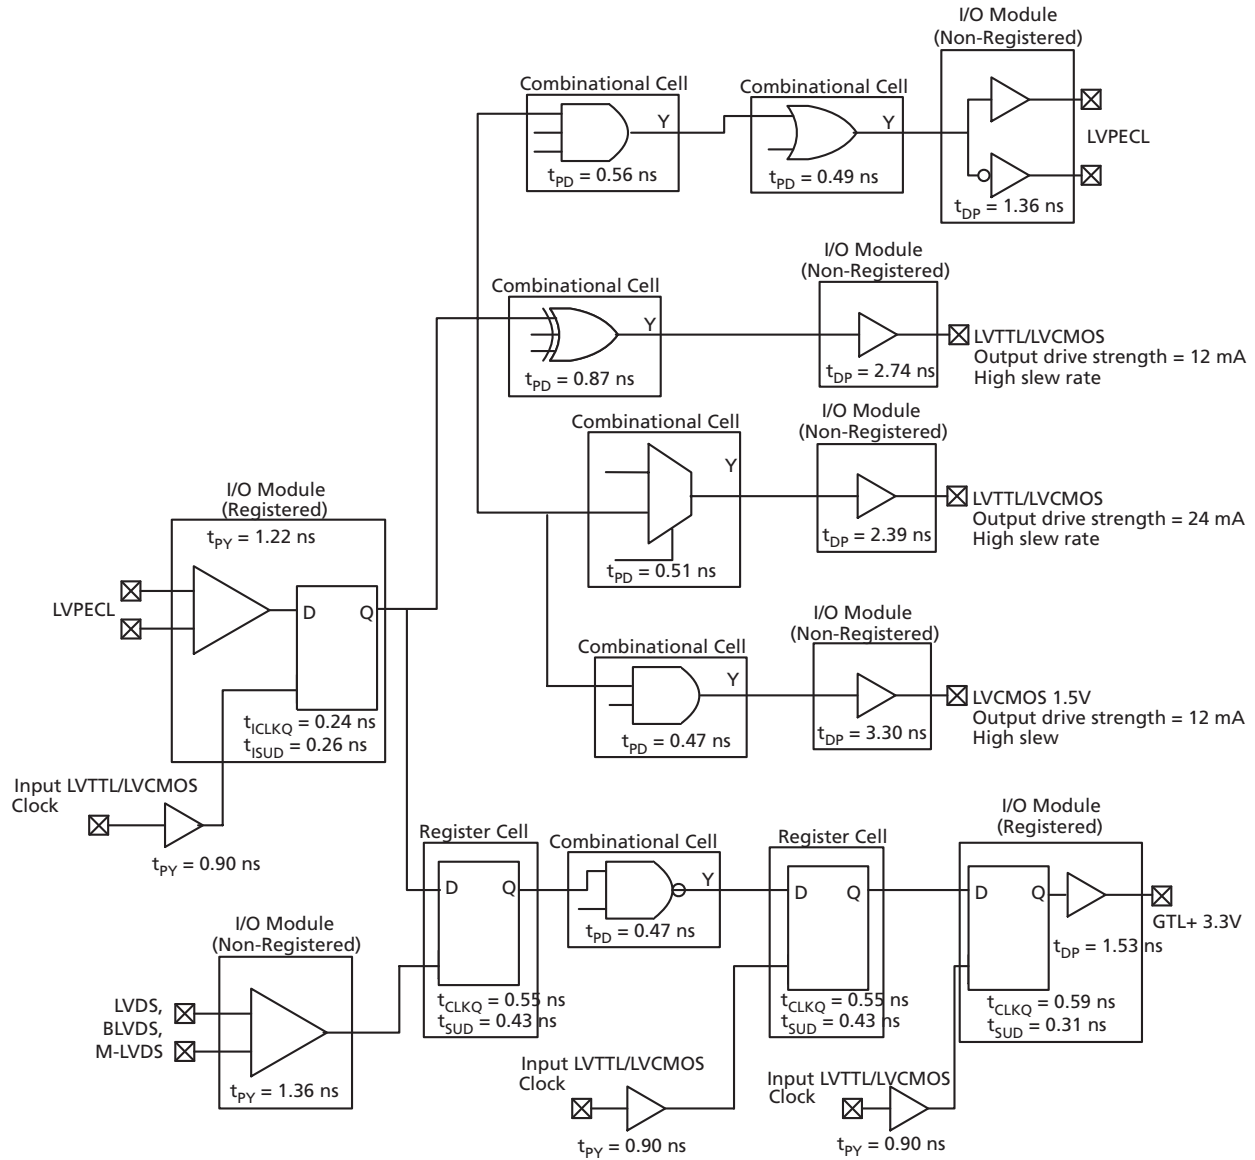 I/O Module
(Non-Registered)
Combinational Cell
Y
t_PD = 0.56 ns
Combinational Cell
Y
t_PD = 0.49 ns
LVPECL
t_DP = 1.36 ns
I/O Module
(Non-Registered)
Combinational Cell
Y
t_PD = 0.87 ns
t_DP = 2.74 ns
LVTTL/LVCMOS
Output drive strength = 12 mA
High slew rate
I/O Module
(Non-Registered)
Combinational Cell
Y
t_PD = 0.51 ns
t_DP = 2.39 ns
LVTTL/LVCMOS
Output drive strength = 24 mA
High slew rate
I/O Module
(Registered)
t_PY = 1.22 ns
LVPECL
D
Q
t_ICLKQ = 0.24 ns
t_ISUD = 0.26 ns
I/O Module
(Non-Registered)
Combinational Cell
Y
t_PD = 0.47 ns
t_DP = 3.30 ns
LVCMOS 1.5V
Output drive strength = 12 mA
High slew
Input LVTTL/LVCMOS
Clock
t_PY = 0.90 ns
Register Cell
D
Q
t_CLKQ = 0.55 ns
t_SUD = 0.43 ns
Combinational Cell
Y
t_PD = 0.47 ns
Register Cell
D
Q
t_CLKQ = 0.55 ns
t_SUD = 0.43 ns
I/O Module
(Registered)
D
Q
t_DP = 1.53 ns
GTL+ 3.3V
t_CLKQ = 0.59 ns
t_SUD = 0.31 ns
I/O Module
(Non-Registered)
LVDS,
BLVDS,
M-LVDS
t_PY = 1.36 ns
Input LVTTL/LVCMOS
Clock
t_PY = 0.90 ns
Input LVTTL/LVCMOS
Clock
t_PY = 0.90 ns